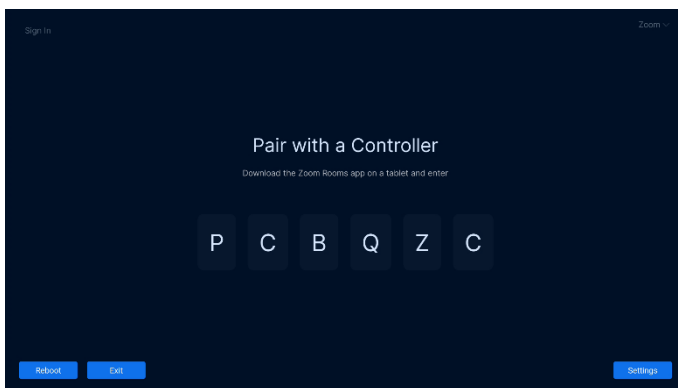 Sign In
Zoom
Pair with a Controller
Download the Zoom Rooms app on a tablet and enter
P C B Q Z C
Reboot Exit Settings